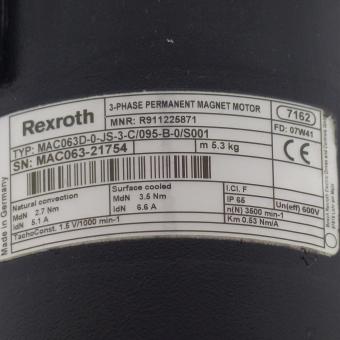 Rexroth
3-PHASE PERMANENT MAGNET MOTOR
MNR: R911225871
7162
FD: 07W41
TYP: MAC063D-0-JS-3-C/095-B-0/S001
SN: MAC063-21754
m 5,3 kg
CE
Natural convection
MdN 2.7 Nm
IdN 5.1 A
Surface cooled
MdN 3.5 Nm
IdN 6.6 A
I.Cl. F
IP 65
n(N) 3500 min-1
Km 0.53 Nm/A
Un(eff) 600V
TachoConst. 1.5 V/1000 min-1
Made in Germany